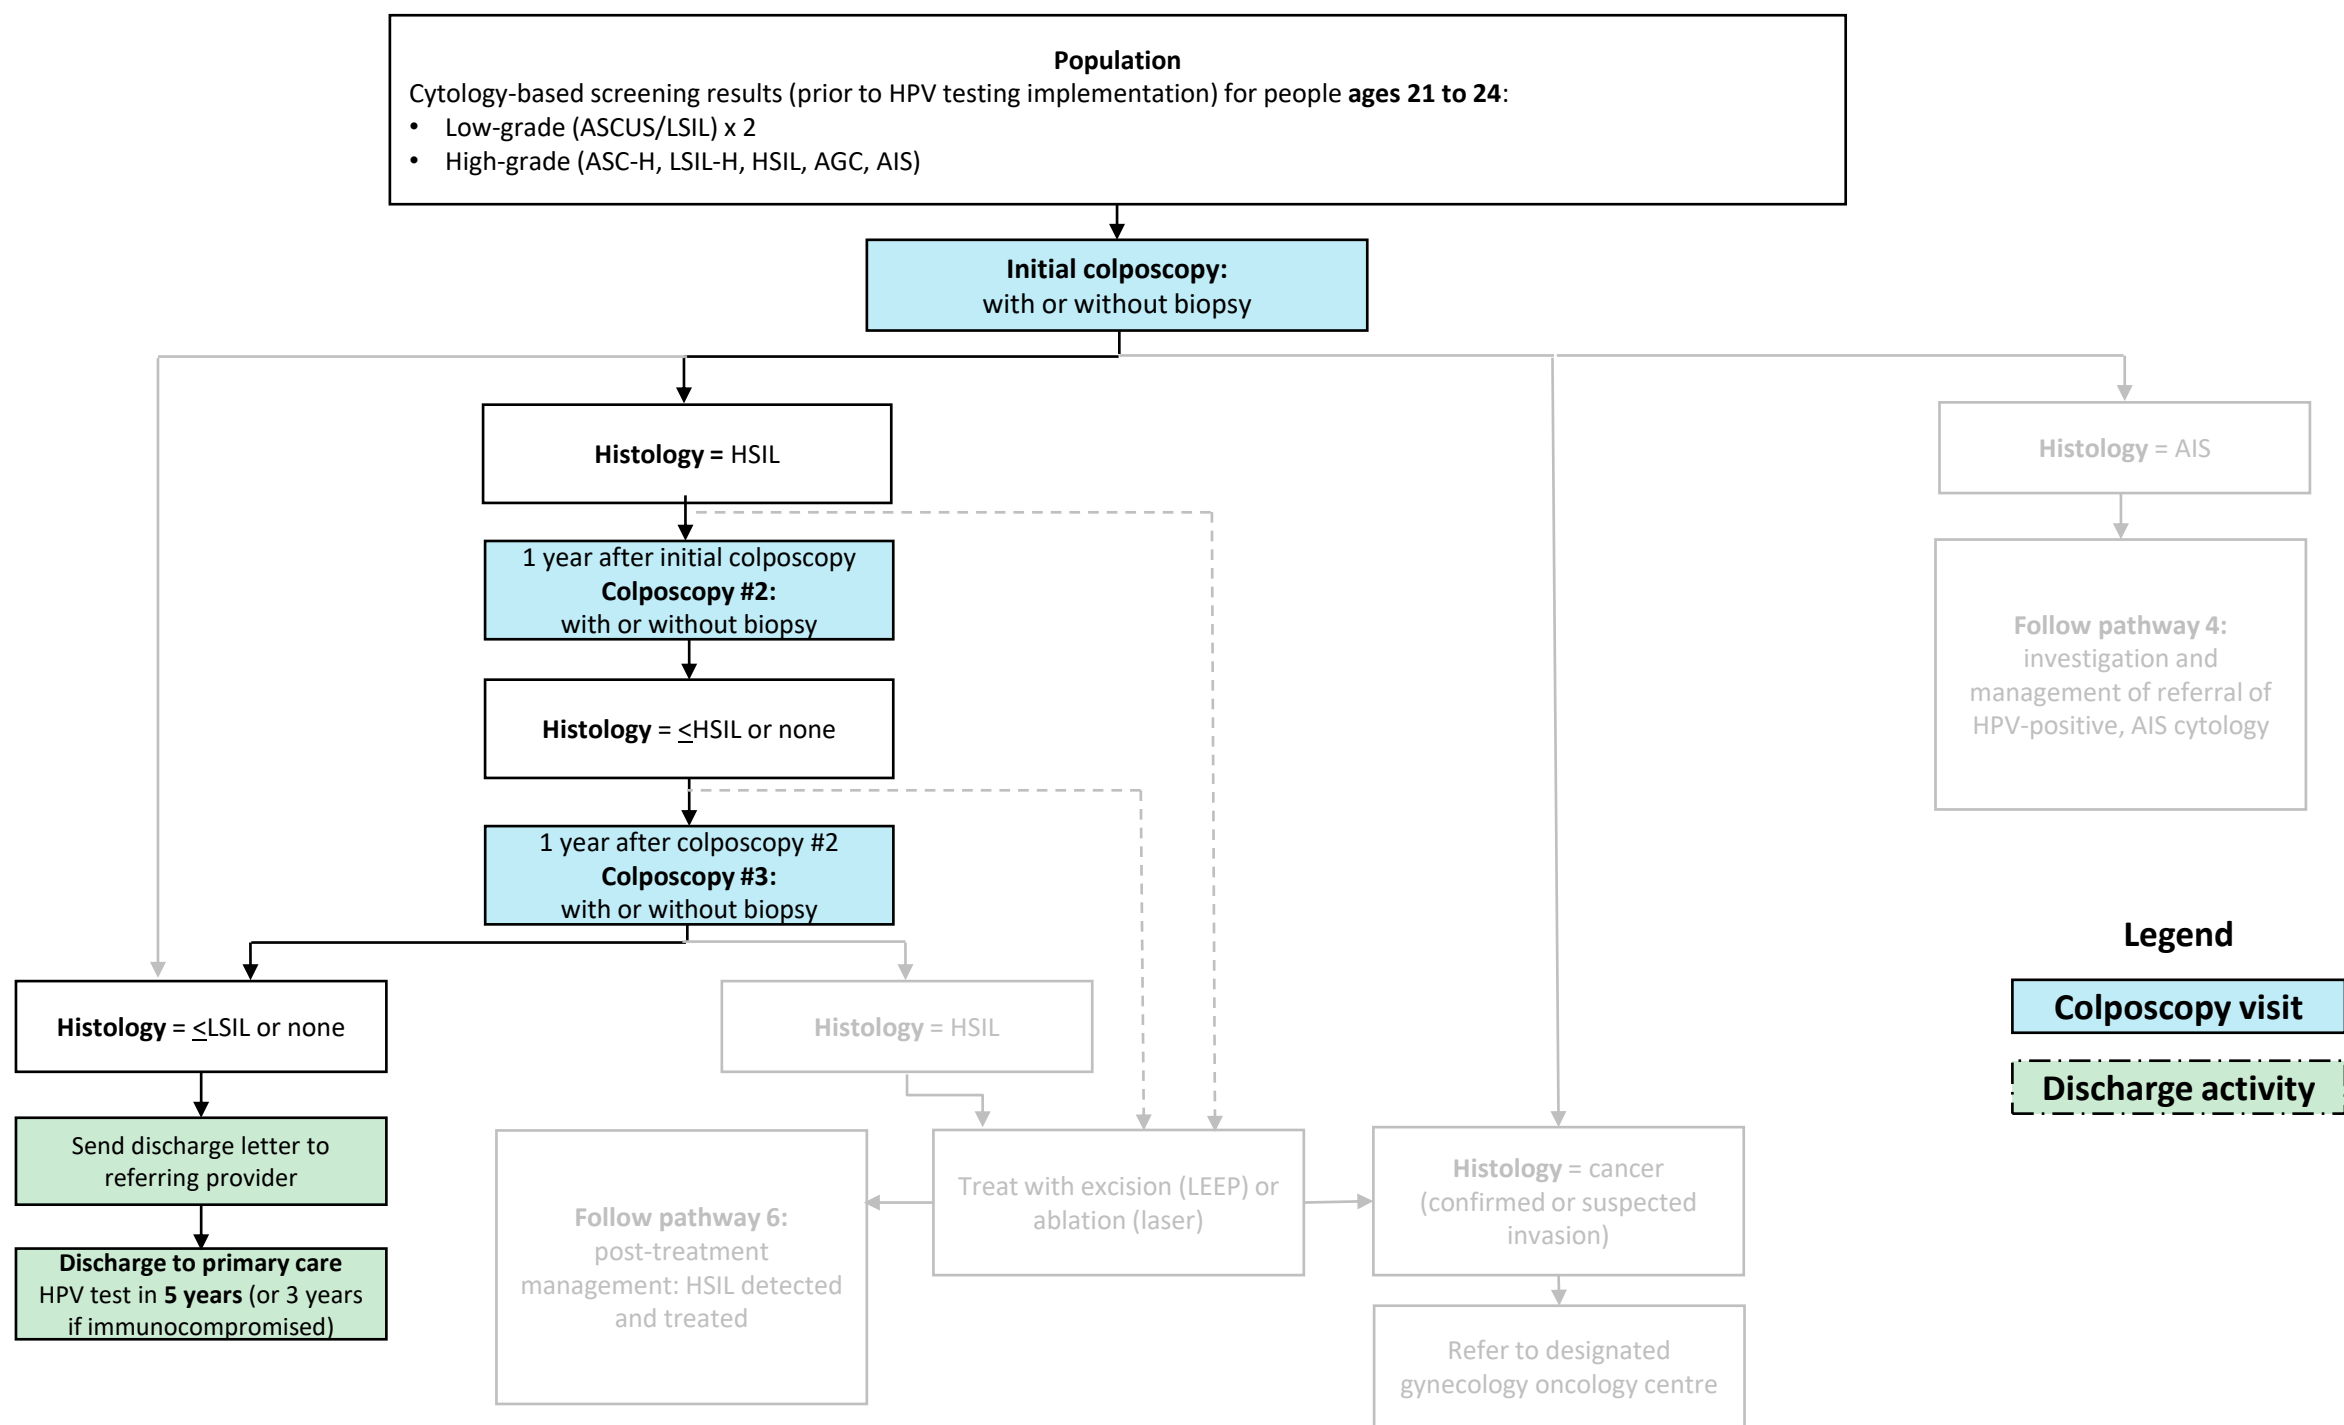 Population
Cytology-based screening results (prior to HPV testing implementation) for people ages 21 to 24:
• Low-grade (ASCUS/LSIL) x 2
• High-grade (ASC-H, LSIL-H, HSIL, AGC, AIS)
Initial colposcopy:
with or without biopsy
Histology = HSIL
Histology = AIS
1 year after initial colposcopy
Colposcopy #2:
with or without biopsy
Follow pathway 4:
investigation and
management of referral of
HPV-positive, AIS cytology
Histology = <HSIL or none
1 year after colposcopy #2
Colposcopy #3:
with or without biopsy
Legend
Colposcopy visit
Discharge activity
Histology = <LSIL or none
Histology = HSIL
Send discharge letter to
referring provider
Discharge to primary care
HPV test in 5 years (or 3 years
if immunocompromised)
Follow pathway 6:
post-treatment
management: HSIL detected
and treated
Treat with excision (LEEP) or
ablation (laser)
Histology = cancer
(confirmed or suspected
invasion)
Refer to designated
gynecology oncology centre